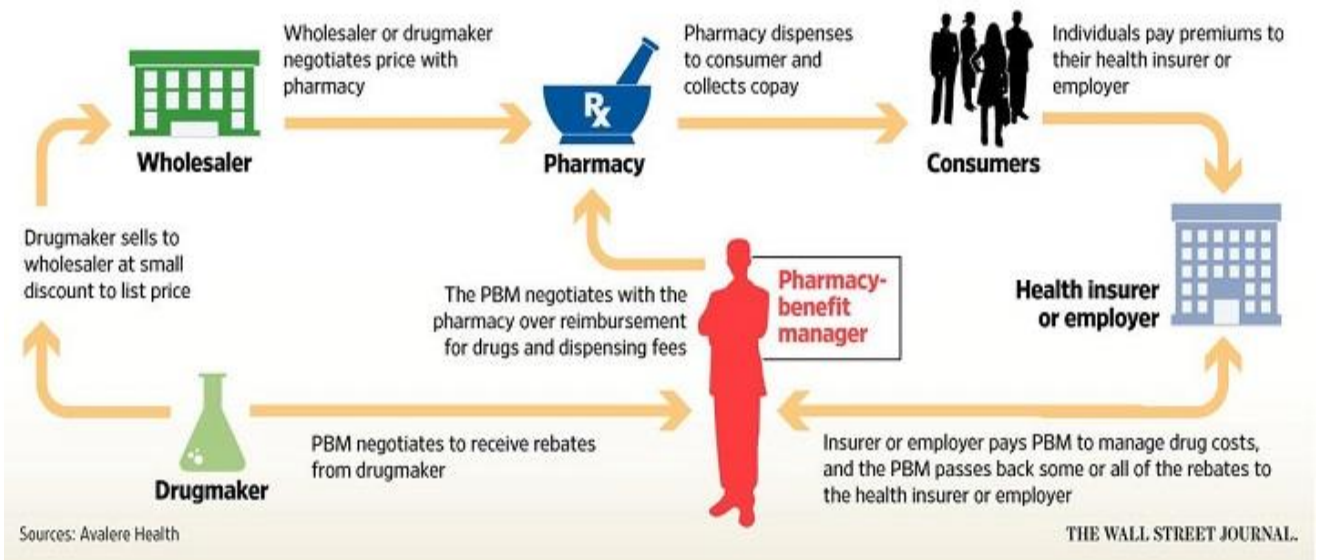 Wholesaler or drugmaker
negotiates price with
pharmacy
Pharmacy dispenses
to consumer and
collects copay
Individuals pay premiums to
their health insurer or
employer
Rx
Wholesaler
Pharmacy
Consumers
Drugmaker sells to
wholesaler at small
discount to list price
The PBM negotiates with the
pharmacy over reimbursement
for drugs and dispensing fees
Pharmacy-
benefit
manager
Health insurer
or employer
PBM negotiates to receive rebates
from drugmaker
Insurer or employer pays PBM to manage drug costs,
and the PBM passes back some or all of the rebates to
the health insurer or employer
Drugmaker
Sources: Avalere Health
THE WALL STREET JOURNAL.